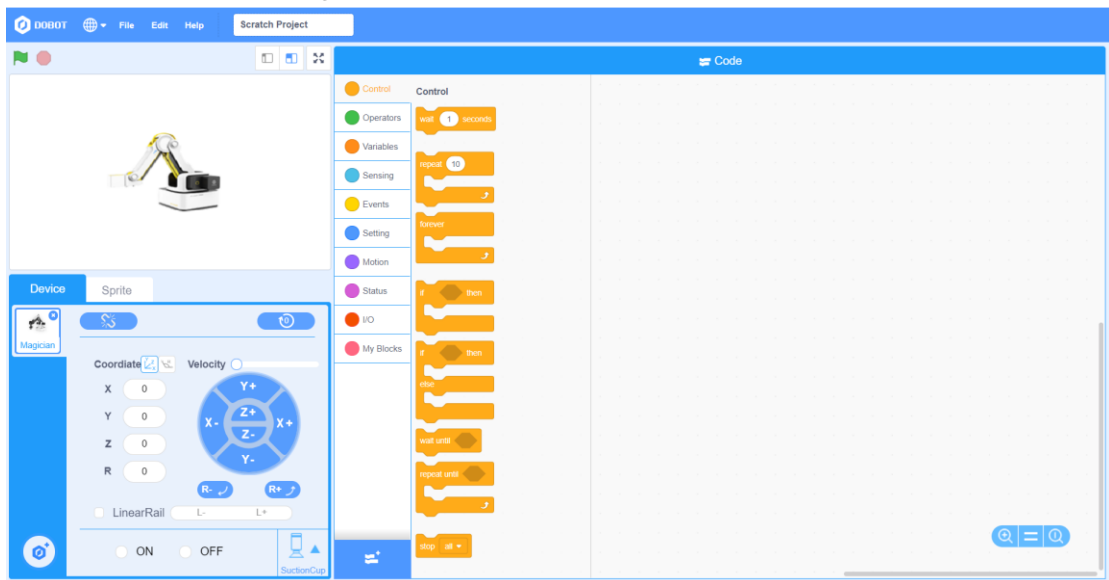 DOBOT File Edit Help Scratch Project
Code
Control
Operators
Variables
Sensing
Events
Setting
Motion
Status
I/O
My Blocks
Control
wait 1 seconds
repeat 10
forever
if then
if then
else
wait until
repeat until
stop all
Device Sprite
Magician
Coordiate Velocity
X 0
Y 0
Z 0
R 0
Y+
X- Z+ X+
Z-
Y-
R- R+
LinearRail L- L+
ON OFF
SuctionCup